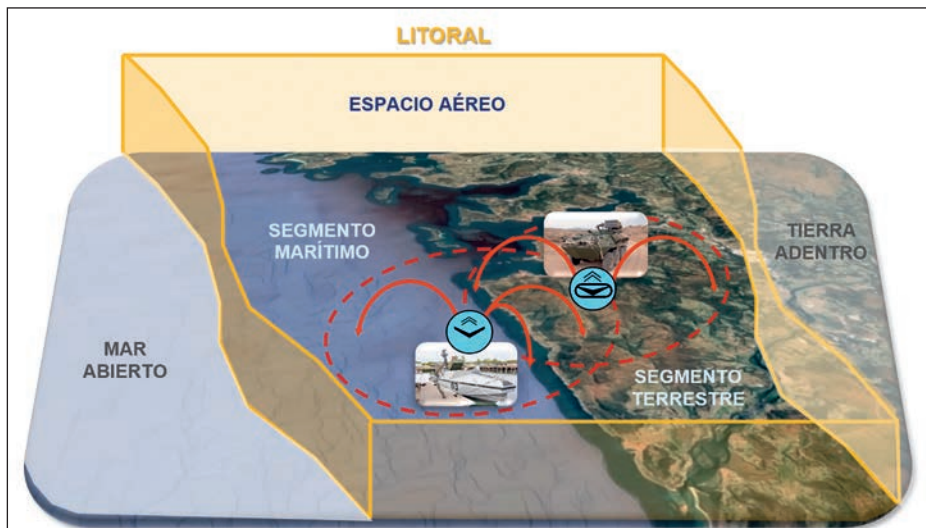 LITORAL
ESPACIO AÉREO
SEGMENTO
MARÍTIMO
TIERRA
ADENTRO
MAR
ABIERTO
SEGMENTO
TERRESTRE